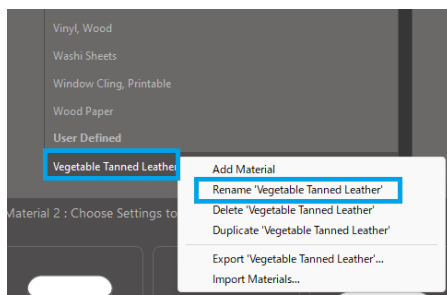 Vinyl, Wood
Washi Sheets
Window Cling, Printable
Wood Paper
User Defined
Vegetable Tanned Leather
Add Material
Rename 'Vegetable Tanned Leather'
Delete 'Vegetable Tanned Leather'
Duplicate 'Vegetable Tanned Leather'
Export 'Vegetable Tanned Leather'...
Import Materials...
Material 2 : Choose Settings to